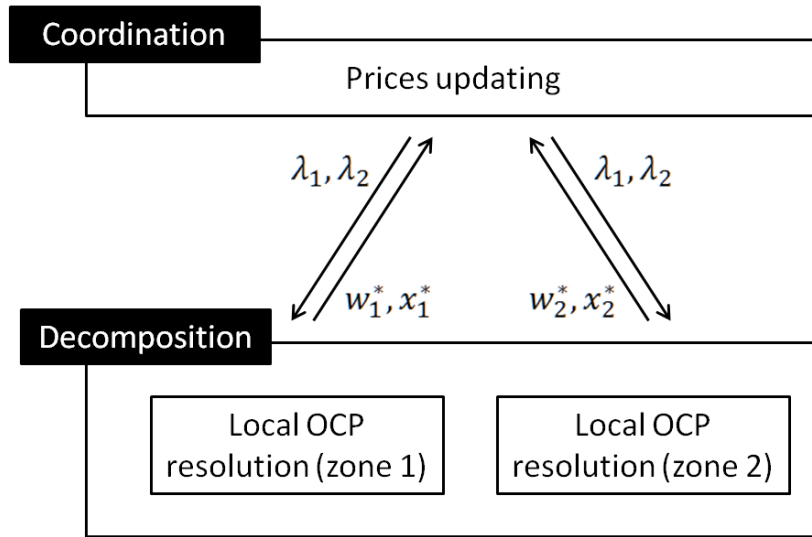 Coordination
Prices updating
λ₁, λ₂
λ₁, λ₂
w₁*, x₁*
w₂*, x₂*
Decomposition
Local OCP
resolution (zone 1)
Local OCP
resolution (zone 2)